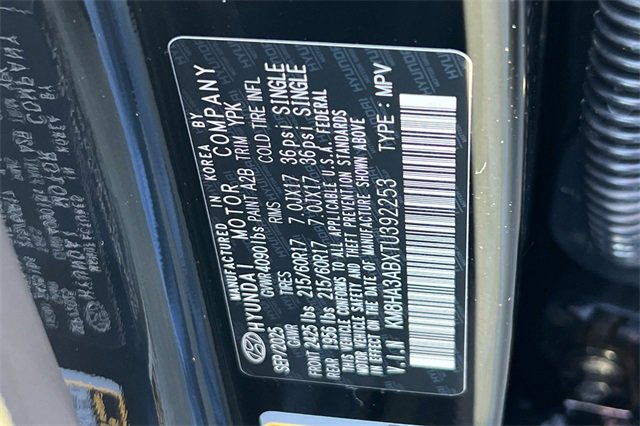 MANUFACTURED IN KOREA BY
HYUNDAI MOTOR COMPANY
SEP/2025 GVWR 4090 lbs PAINT A2B TRIM YPK
GAWR TIRES RIMS COLD TIRE INFL
FRONT 2425 lbs 215/60R17 7.0JX17 36psi SINGLE
REAR 1956 lbs 215/60R17 7.0JX17 36psi SINGLE
THIS VEHICLE CONFORMS TO ALL APPLICABLE U.S.A. FEDERAL
MOTOR VEHICLE SAFETY AND THEFT PREVENTION STANDARDS
IN EFFECT ON THE DATE OF MANUFACTURE SHOWN ABOVE
V.I.N KM8HA3ABXTU392253 TYPE: MPV